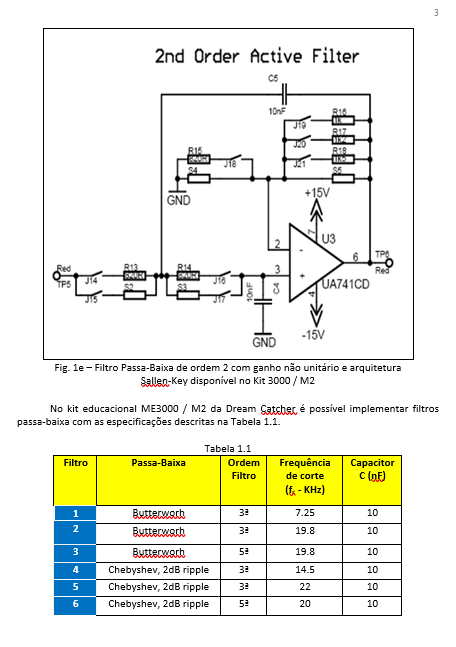 3
2nd Order Active Filter
C5
10nF
R16
1K
J19
R17
1K2
J20
R18
1K5
J21
S5
R15
820R
S4
J18
GND
+15V
7
U3
2
-
3
+
6
TP6
Red
UA741CD
4
-15V
Red
TP5
J14
R13
820R
J15
S2
R14
820R
J16
S3
J17
10nF
C4
GND
Fig. 1e – Filtro Passa-Baixa de ordem 2 com ganho não unitário e arquitetura
Sallen-Key disponível no Kit 3000 / M2
No kit educacional ME3000 / M2 da Dream Catcher é possível implementar filtros
passa-baixa com as especificações descritas na Tabela 1.1.
Tabela 1.1
Filtro Passa-Baixa Ordem Filtro Frequência de corte (fc - KHz) Capacitor C (nF)
1 Butterworh 3ª 7.25 10
2 Butterworh 3ª 19.8 10
3 Butterworh 5ª 19.8 10
4 Chebyshev, 2dB ripple 3ª 14.5 10
5 Chebyshev, 2dB ripple 3ª 22 10
6 Chebyshev, 2dB ripple 5ª 20 10